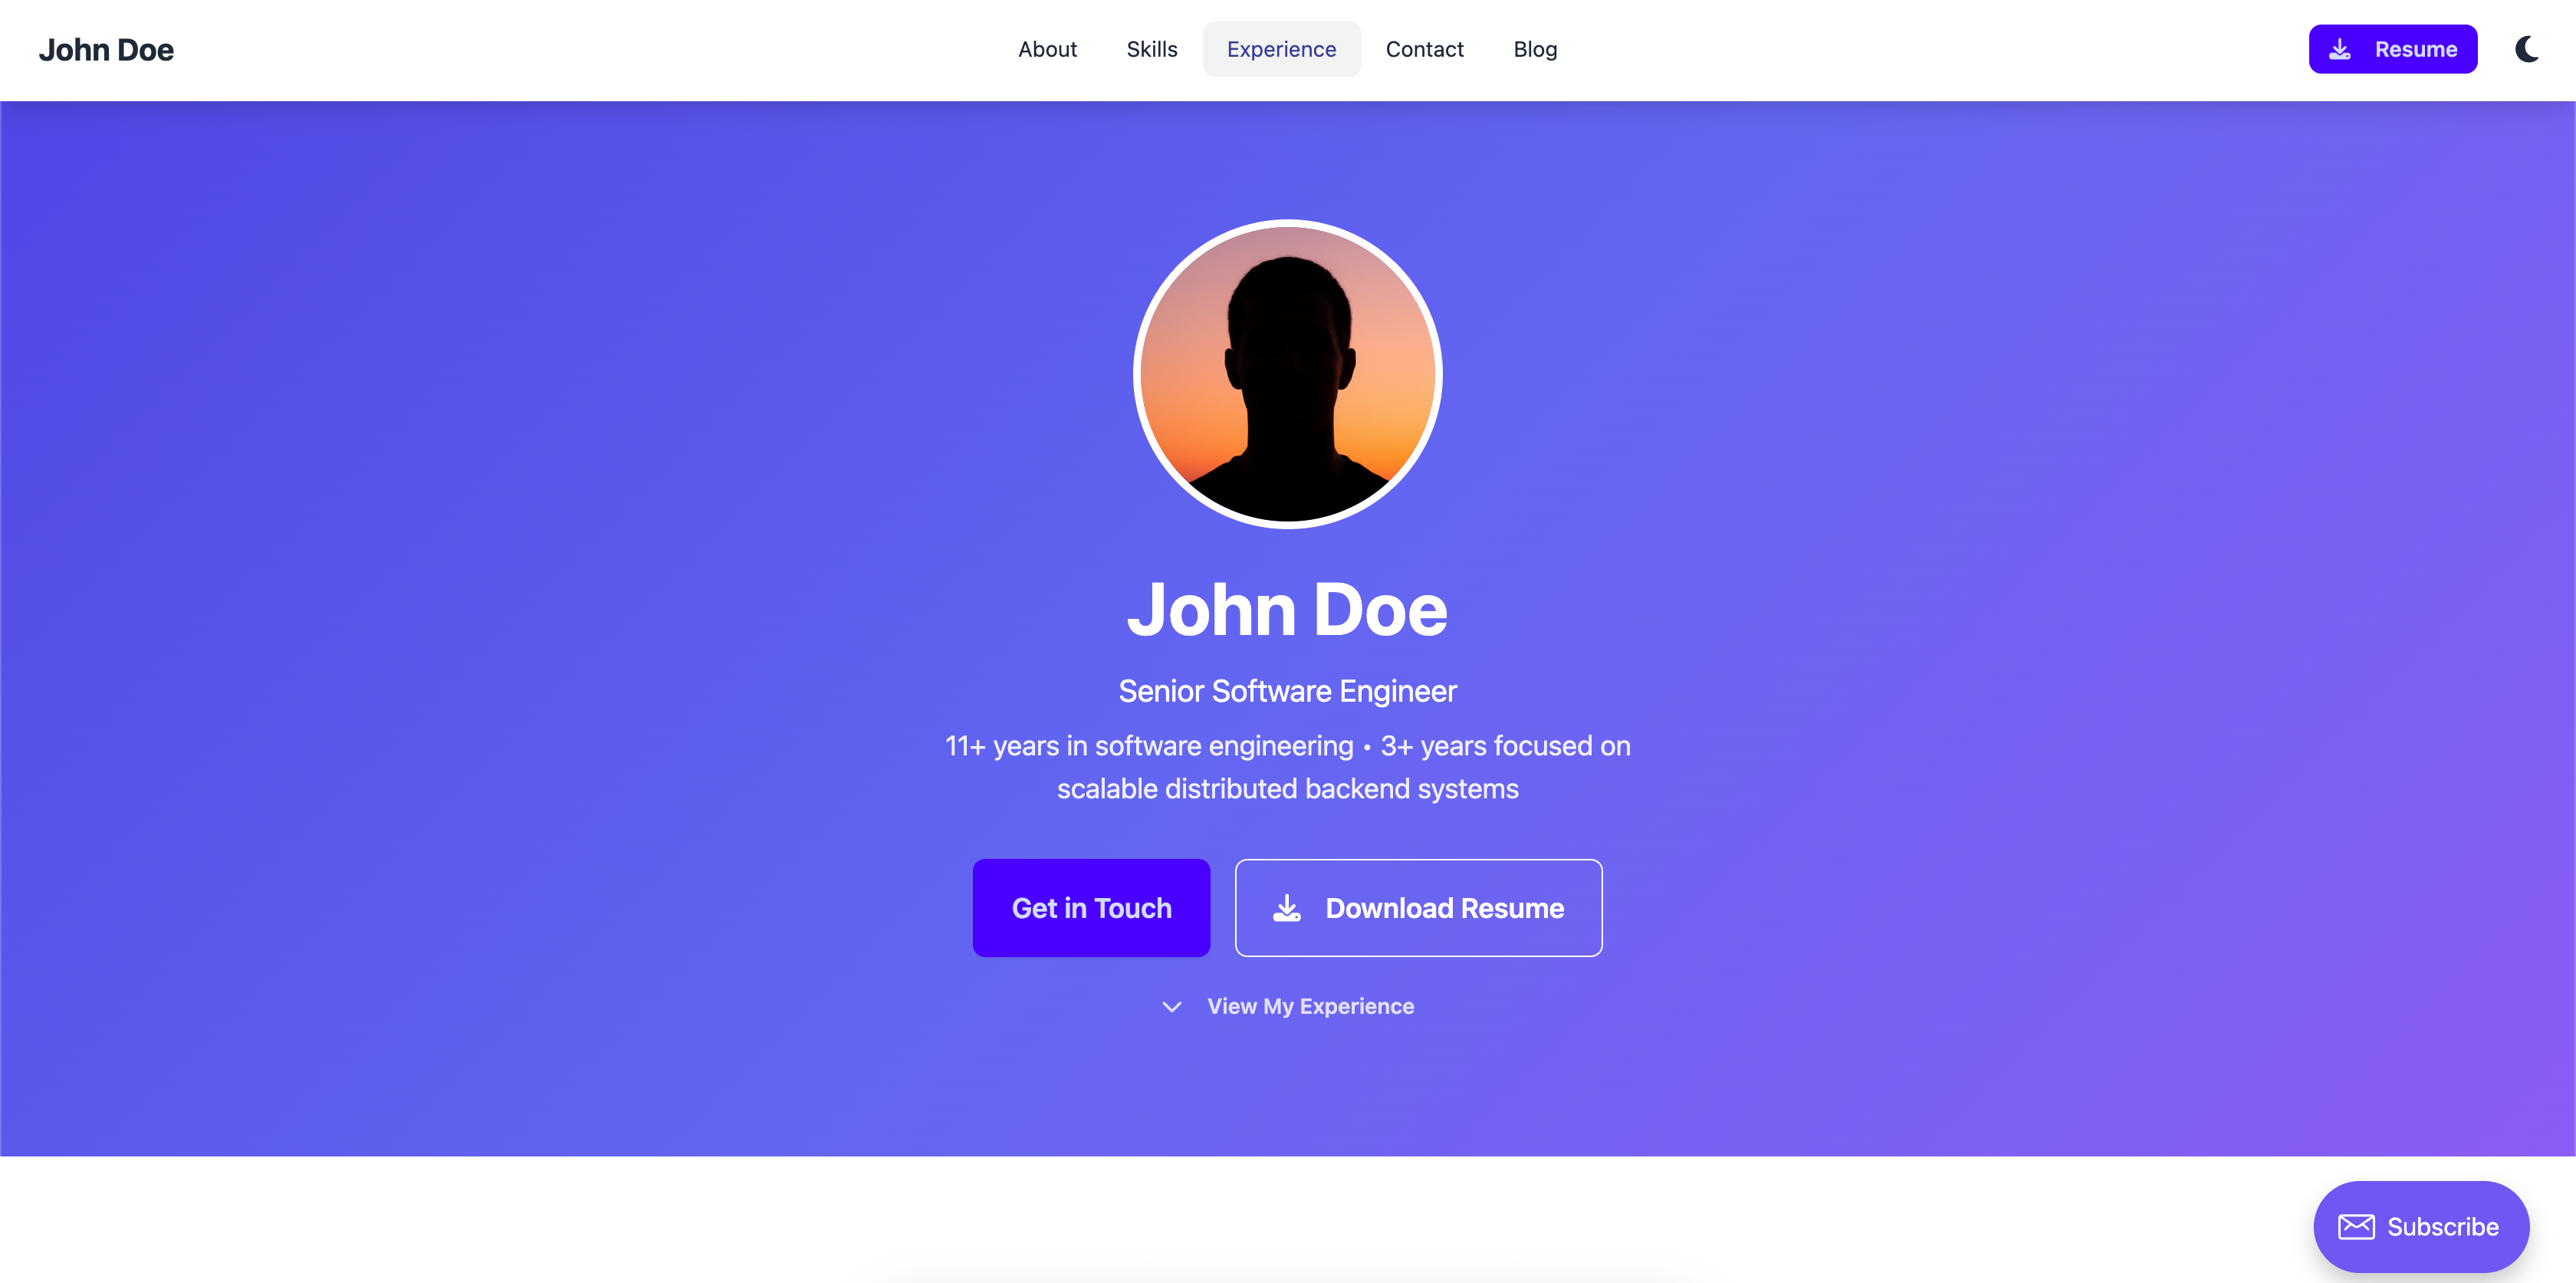 John Doe
About
Skills
Experience
Contact
Blog
Resume
John Doe
Senior Software Engineer
11+ years in software engineering • 3+ years focused on
scalable distributed backend systems
Get in Touch
Download Resume
View My Experience
Subscribe